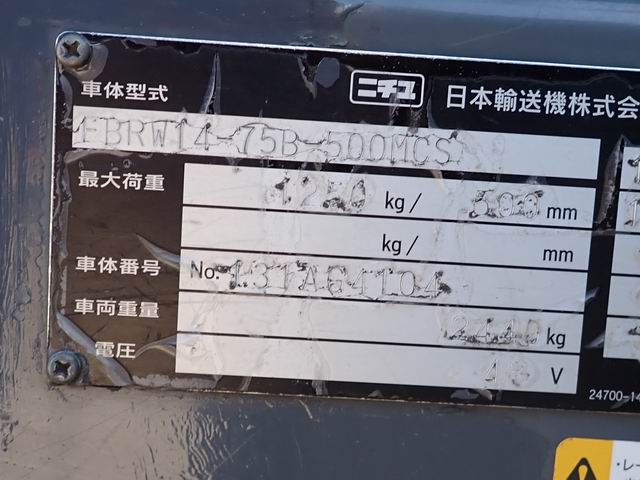 車体型式 ニチユ 日本輸送機株式会
FBRW14-75B-500MCS
最大荷重 1250 kg/ 500 mm
kg/ mm
車体番号 No. 131AG4104
車両重量 2440 kg
電圧 V
24700-14